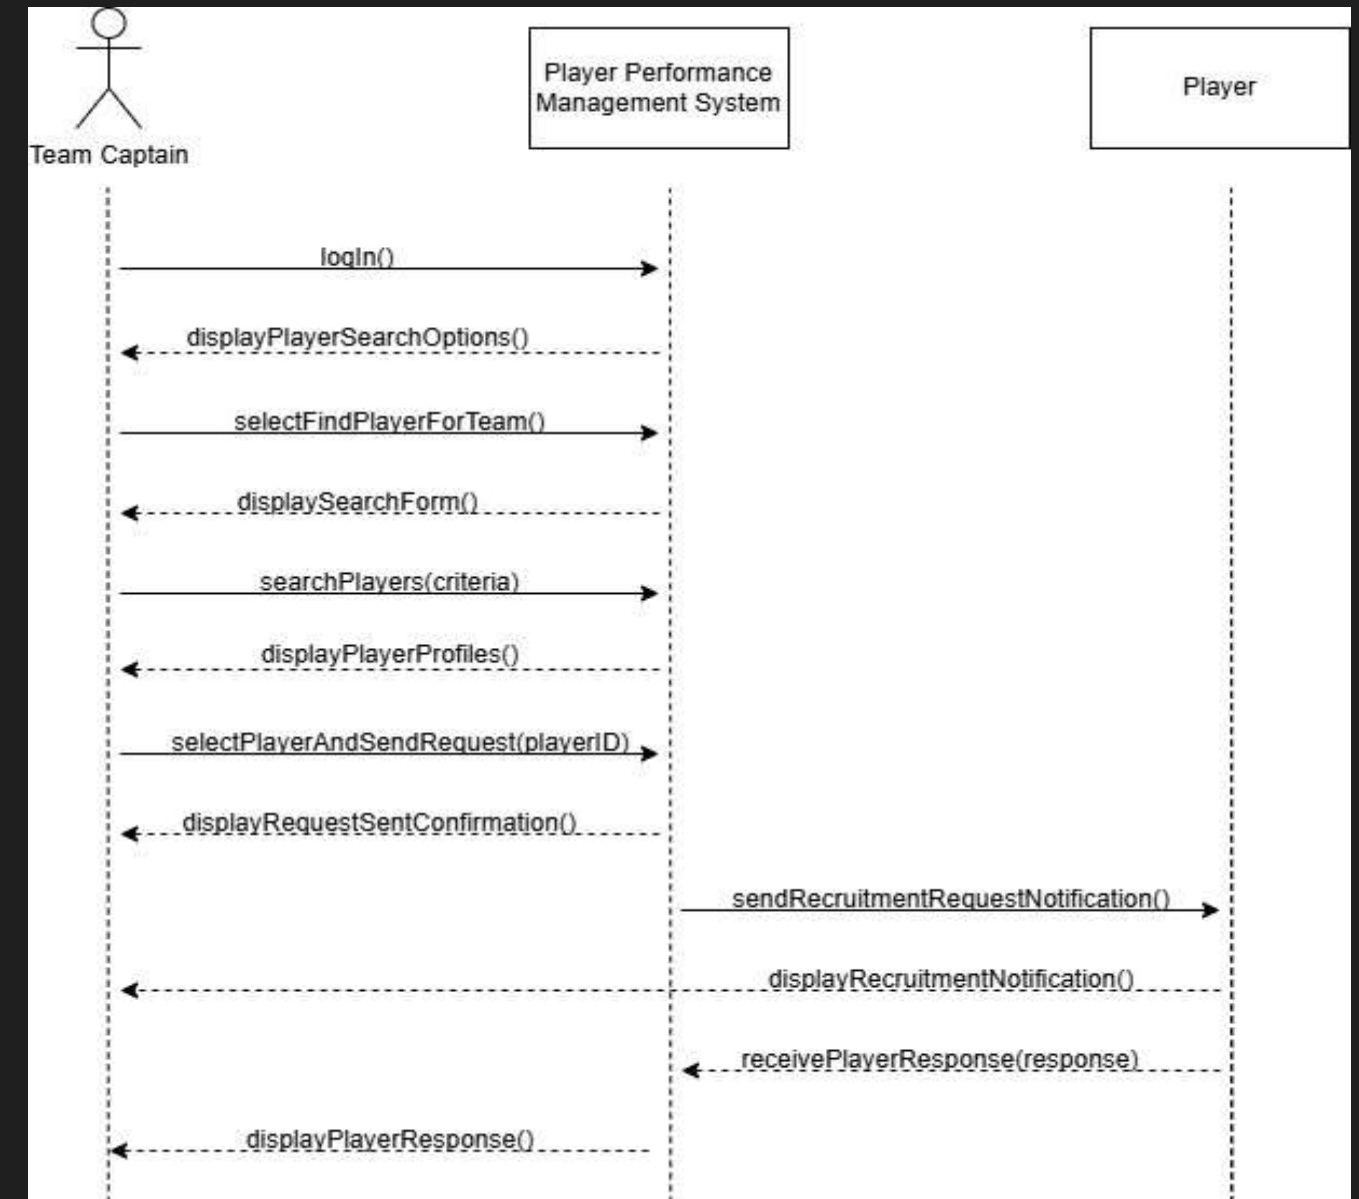 Player Performance
Management System
Player
Team Captain
logIn()
displayPlayerSearchOptions()
selectFindPlayerForTeam()
displaySearchForm()
searchPlayers(criteria)
displayPlayerProfiles()
selectPlayerAndSendRequest(playerID)
displayRequestSentConfirmation()
sendRecruitmentRequestNotification()
displayRecruitmentNotification()
receivePlayerResponse(response)
displayPlayerResponse()